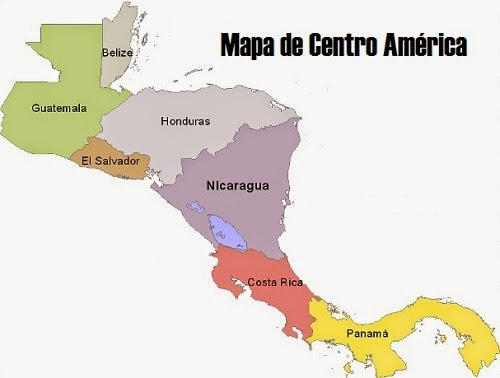 Mapa de Centro América
Belize
Guatemala
Honduras
El Salvador
Nicaragua
Costa Rica
Panamá